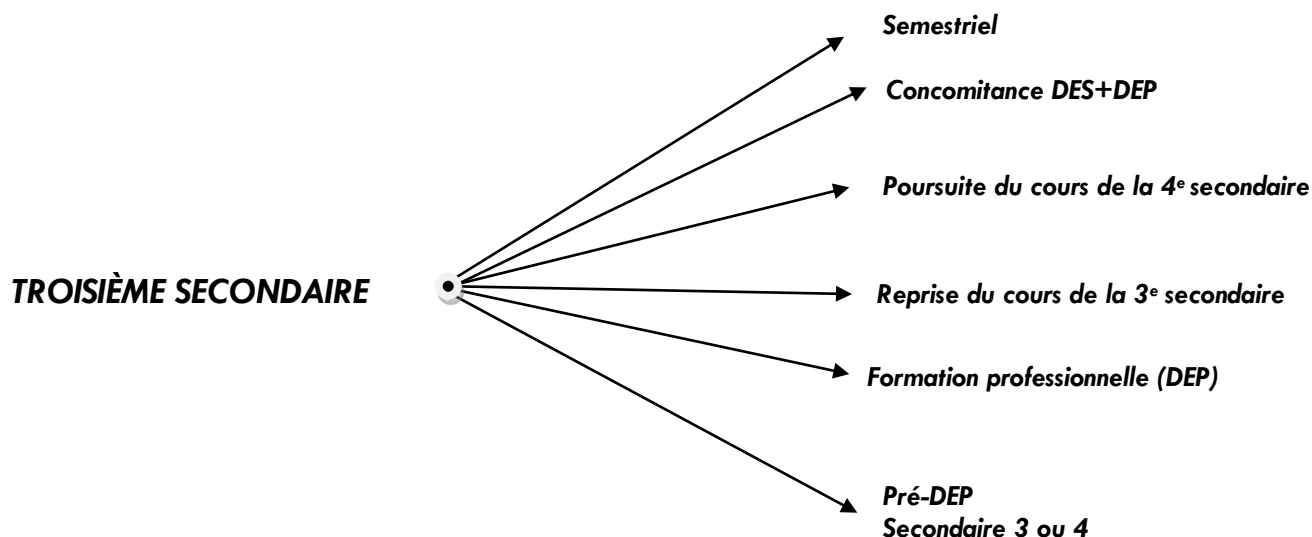 Semestriel
Concomitance DES+DEP
Poursuite du cours de la 4e secondaire
TROISIÈME SECONDAIRE
Reprise du cours de la 3e secondaire
Formation professionnelle (DEP)
Pré-DEP
Secondaire 3 ou 4